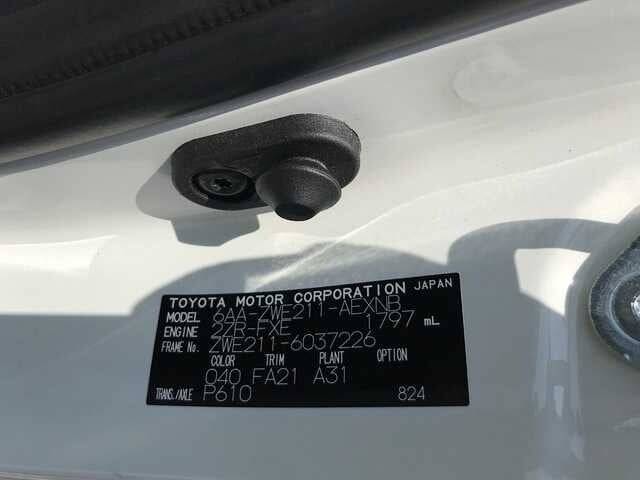 TOYOTA MOTOR CORPORATION JAPAN
MODEL 6AA-ZWE211-AEXNB
ENGINE 2ZR-FXE 1797 mL
FRAME No. ZWE211-6037226
COLOR TRIM PLANT OPTION
040 FA21 A31
TRANS./AXLE P610 824